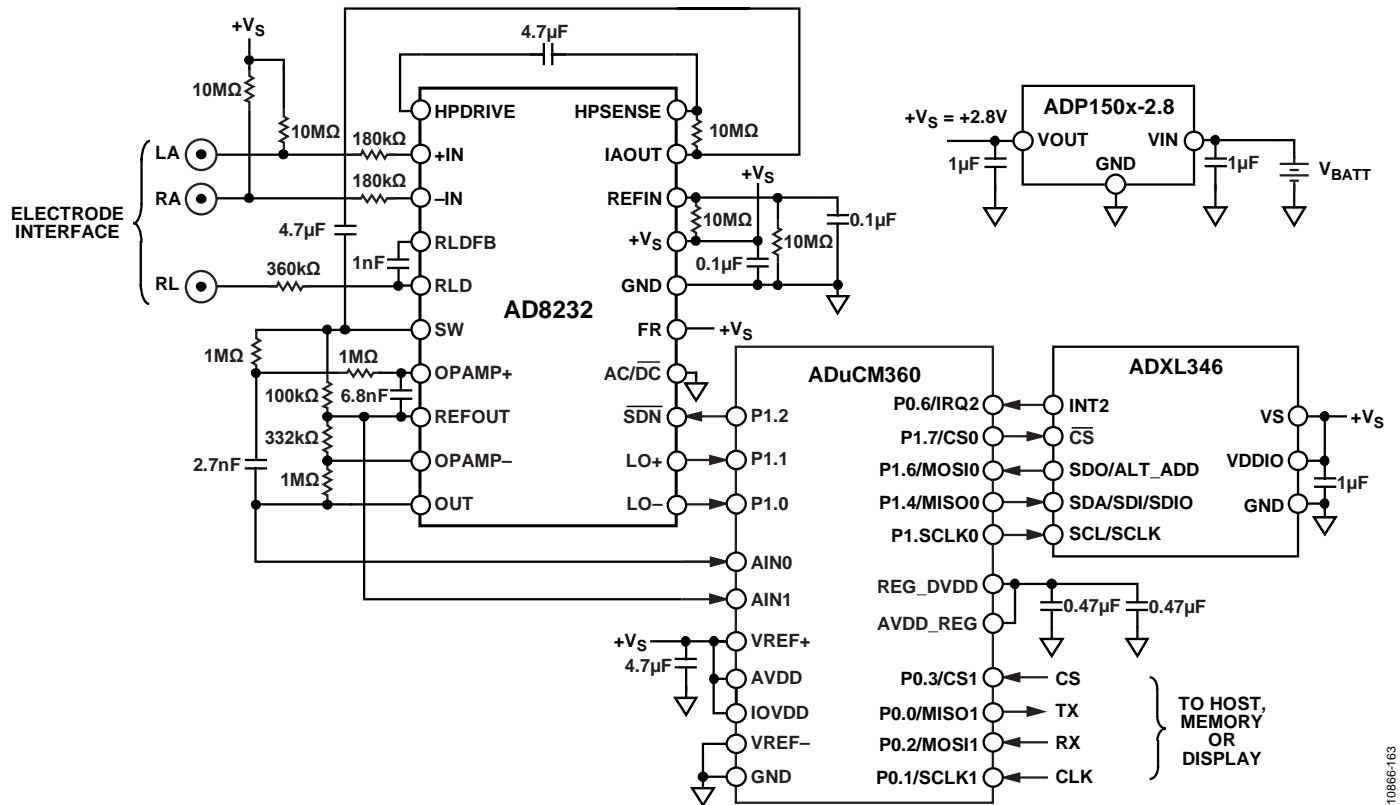 +VS
10MΩ
10MΩ
LA
180kΩ
RA
180kΩ
ELECTRODE
INTERFACE
4.7µF
1nF
360kΩ
RL
1MΩ
1MΩ
100kΩ
6.8nF
332kΩ
2.7nF
1MΩ
4.7µF
HPDRIVE
+IN
–IN
RLDFB
RLD
SW
OPAMP+
REFOUT
OPAMP–
OUT
AD8232
HPSENSE
IAOUT
REFIN
+VS
GND
FR
AC/DC
SDN
LO+
LO–
10MΩ
+VS
10MΩ
0.1µF
10MΩ
0.1µF
+VS
ADP150x-2.8
+VS = +2.8V
VOUT
VIN
GND
1µF
1µF
VBATT
ADuCM360
P1.2
P1.1
P1.0
AIN0
AIN1
+VS
4.7µF
VREF+
AVDD
IOVDD
VREF–
GND
P0.6/IRQ2
P1.7/CS0
P1.6/MOSI0
P1.4/MISO0
P1.SCLK0
REG_DVDD
AVDD_REG
0.47µF
0.47µF
P0.3/CS1
P0.0/MISO1
P0.2/MOSI1
P0.1/SCLK1
CS
TX
RX
CLK
TO HOST,
MEMORY
OR
DISPLAY
ADXL346
INT2
CS
SDO/ALT_ADD
SDA/SDI/SDIO
SCL/SCLK
VS
VDDIO
GND
+VS
1µF
10866-163